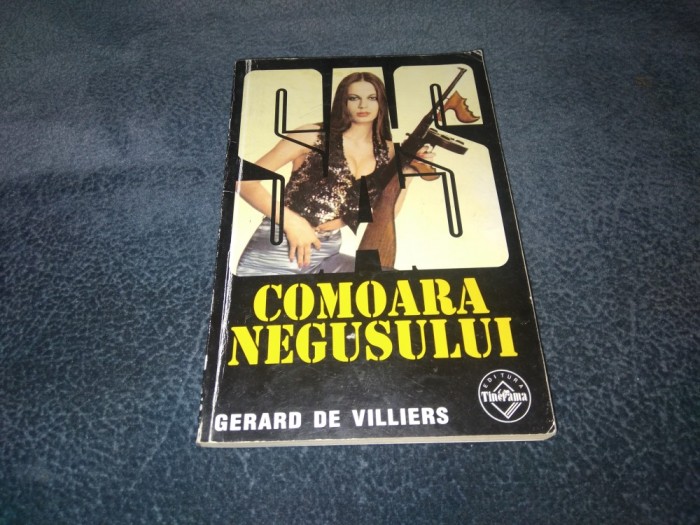 SAS
COMOARA
NEGUSULUI
EDITURA
Tinerama
GERARD DE VILLIERS